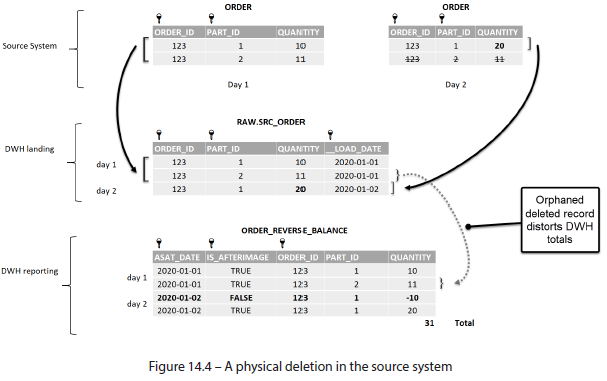 ORDER
ORDER
Source System
ORDER_ID PART_ID QUANTITY
123 1 10
123 2 11
Day 1
ORDER_ID PART_ID QUANTITY
123 1 20
123 2 11
Day 2
RAW.SRC_ORDER
DWH landing
ORDER_ID PART_ID QUANTITY __LOAD_DATE
day 1
123 1 10 2020-01-01
123 2 11 2020-01-01
day 2
123 1 20 2020-01-02
Orphaned
deleted record
distorts DWH
totals
ORDER_REVERSE_BALANCE
DWH reporting
ASAT_DATE IS_AFTERIMAGE ORDER_ID PART_ID QUANTITY
day 1
2020-01-01 TRUE 123 1 10
2020-01-01 TRUE 123 2 11
day 2
2020-01-02 FALSE 123 1 -10
2020-01-02 TRUE 123 1 20
31 Total
Figure 14.4 – A physical deletion in the source system